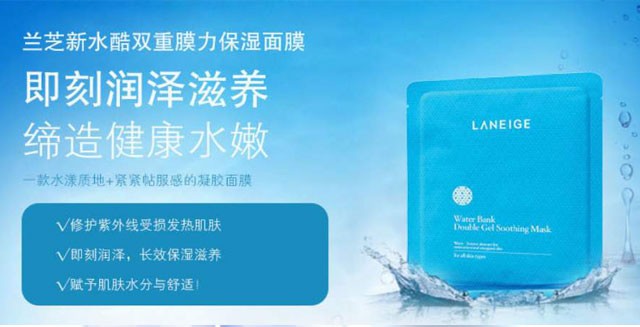 兰芝新水酷双重膜力保湿面膜
即刻润泽滋养
缔造健康水嫩
一款水漾质地+紧紧帖服感的凝胶面膜
√修护紫外线受损发热肌肤
√即刻润泽，长效保湿滋养
√赋予肌肤水分与舒适!
LANEIGE
Water Bank
Double Gel Soothing Mask
for all skin types